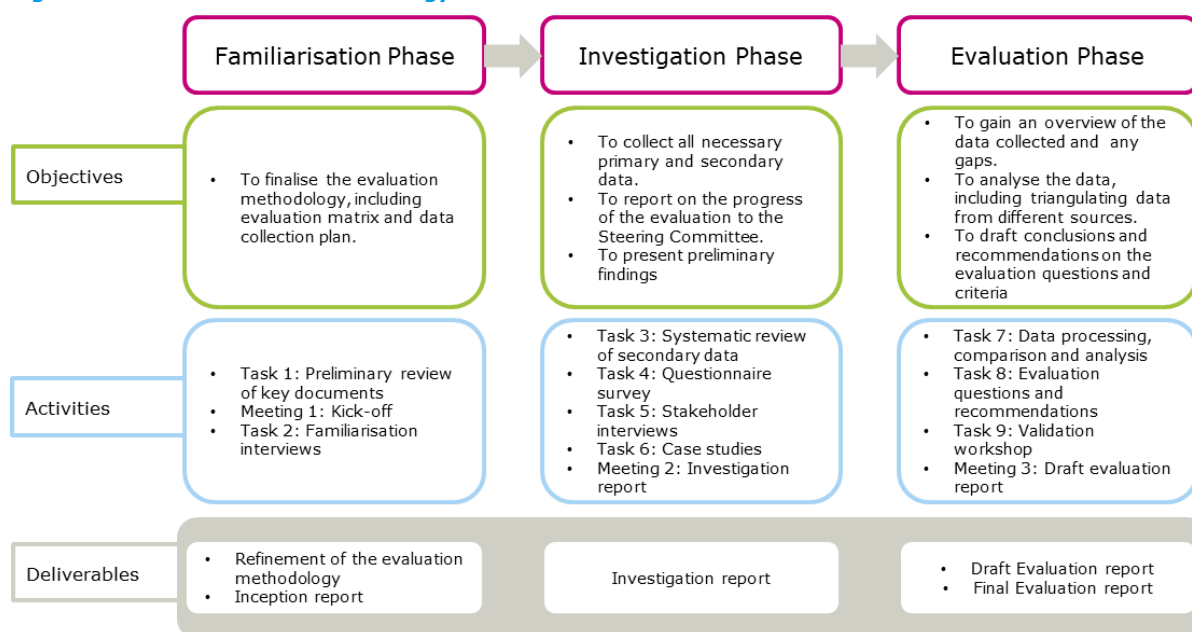 Familiarisation Phase
Investigation Phase
Evaluation Phase
Objectives
• To finalise the evaluation
methodology, including
evaluation matrix and data
collection plan.
• To collect all necessary
primary and secondary
data.
• To report on the progress
of the evaluation to the
Steering Committee.
• To present preliminary
findings
• To gain an overview of the
data collected and any
gaps.
• To analyse the data,
including triangulating data
from different sources.
• To draft conclusions and
recommendations on the
evaluation questions and
criteria
Activities
• Task 1: Preliminary review
of key documents
• Meeting 1: Kick-off
• Task 2: Familiarisation
interviews
• Task 3: Systematic review
of secondary data
• Task 4: Questionnaire
survey
• Task 5: Stakeholder
interviews
• Task 6: Case studies
• Meeting 2: Investigation
report
• Task 7: Data processing,
comparison and analysis
• Task 8: Evaluation
questions and
recommendations
• Task 9: Validation
workshop
• Meeting 3: Draft evaluation
report
Deliverables
• Refinement of the evaluation
methodology
• Inception report
Investigation report
• Draft Evaluation report
• Final Evaluation report